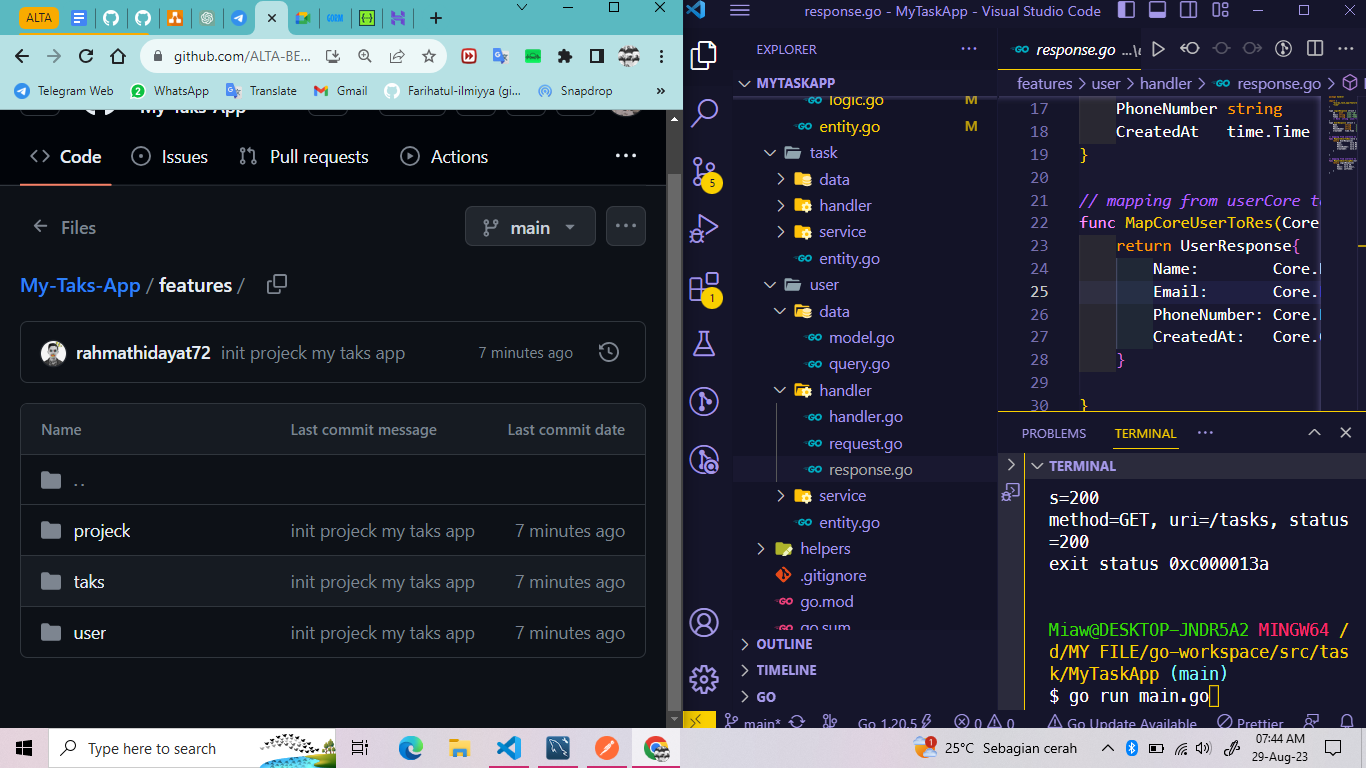 ALTA
github.com/ALTA-BE...
Telegram Web
WhatsApp
Translate
Gmail
Farihatul-ilmiyya (gi...
Snapdrop
»
My-Taks-App
Code
Issues
Pull requests
Actions
Files
main
My-Taks-App / features /
rahmathidayat72 init projeck my taks app 7 minutes ago
Name Last commit message Last commit date
..
projeck init projeck my taks app 7 minutes ago
taks init projeck my taks app 7 minutes ago
user init projeck my taks app 7 minutes ago
response.go - MyTaskApp - Visual Studio Code
EXPLORER
MYTASKAPP
logic.go M
entity.go M
task
data
handler
service
entity.go
user
data
model.go
query.go
handler
handler.go
request.go
response.go
service
entity.go
helpers
.gitignore
go.mod
go.sum
OUTLINE
TIMELINE
GO
5
1
response.go
features > user > handler > response.go >
17 PhoneNumber string
18 CreatedAt time.Time
19 }
20
21 // mapping from userCore
22 func MapCoreUserToRes(Core
23 return UserResponse{
24 Name: Core.
25 Email: Core.
26 PhoneNumber: Core.
27 CreatedAt: Core.
28 }
29
30 }
PROBLEMS
TERMINAL
TERMINAL
s=200
method=GET, uri=/tasks, status
=200
exit status 0xc000013a
Miaw@DESKTOP-JNDR5A2 MINGW64 /
d/MY FILE/go-workspace/src/tas
k/MyTaskApp (main)
$ go run main.go
main*
Go 1.20.5
0
0
Go Update Available
Prettier
Type here to search
1
25°C Sebagian cerah
07:44 AM
29-Aug-23